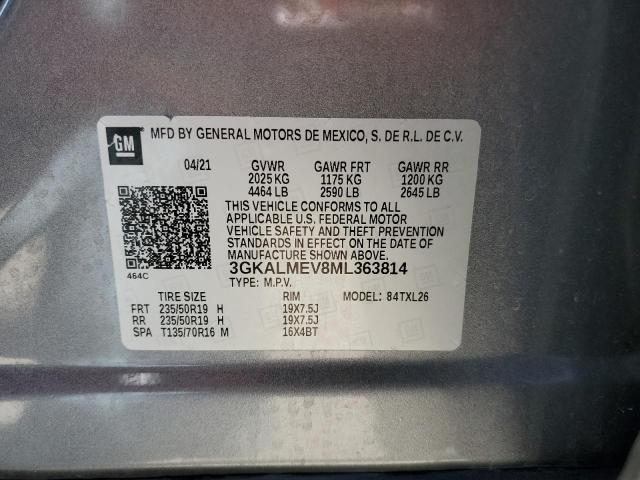 GM MFD BY GENERAL MOTORS DE MEXICO, S. DE R.L. DE C.V.
04/21 GVWR GAWR FRT GAWR RR
2025 KG 1175 KG 1200 KG
4464 LB 2590 LB 2645 LB
THIS VEHICLE CONFORMS TO ALL
APPLICABLE U.S. FEDERAL MOTOR
VEHICLE SAFETY AND THEFT PREVENTION
STANDARDS IN EFFECT ON THE DATE OF
MANUFACTURE SHOWN ABOVE.
464C 3GKALMEV8ML363814
TYPE: M.P.V.
TIRE SIZE RIM MODEL: 84TXL26
FRT 235/50R19 H 19X7.5J
RR 235/50R19 H 19X7.5J
SPA T135/70R16 M 16X4BT